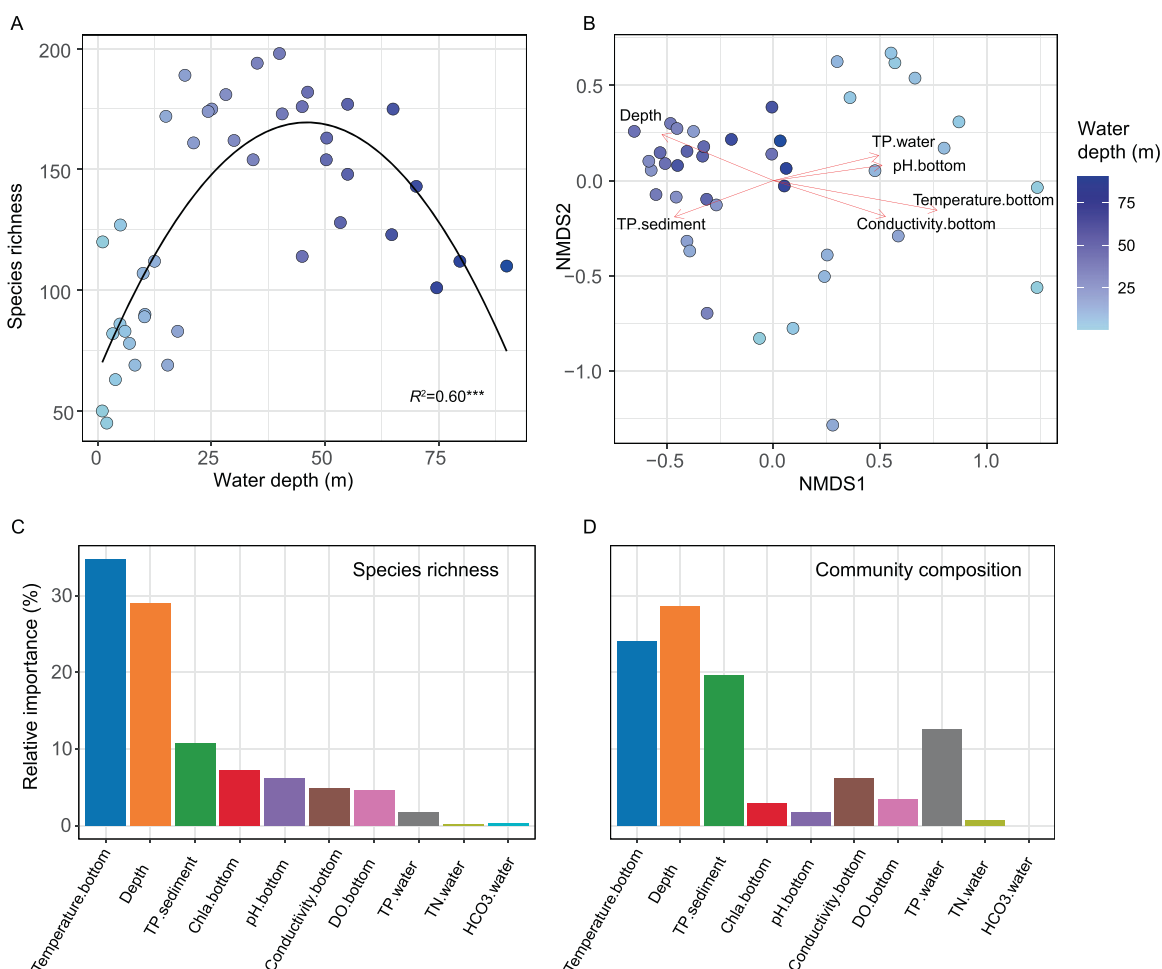 A
Species richness
200
150
100
50
R²=0.60***
0
25
50
75
Water depth (m)
B
NMDS2
0.5
0.0
−0.5
−1.0
Depth
TP.water
pH.bottom
Temperature.bottom
TP.sediment
Conductivity.bottom
−0.5
0.0
0.5
1.0
NMDS1
Water
depth (m)
75
50
25
C
Relative importance (%)
30
20
10
0
Species richness
Temperature.bottom
Depth
TP.sediment
Chla.bottom
pH.bottom
Conductivity.bottom
DO.bottom
TP.water
TN.water
HCO3.water
D
Community composition
Temperature.bottom
Depth
TP.sediment
Chla.bottom
pH.bottom
Conductivity.bottom
DO.bottom
TP.water
TN.water
HCO3.water